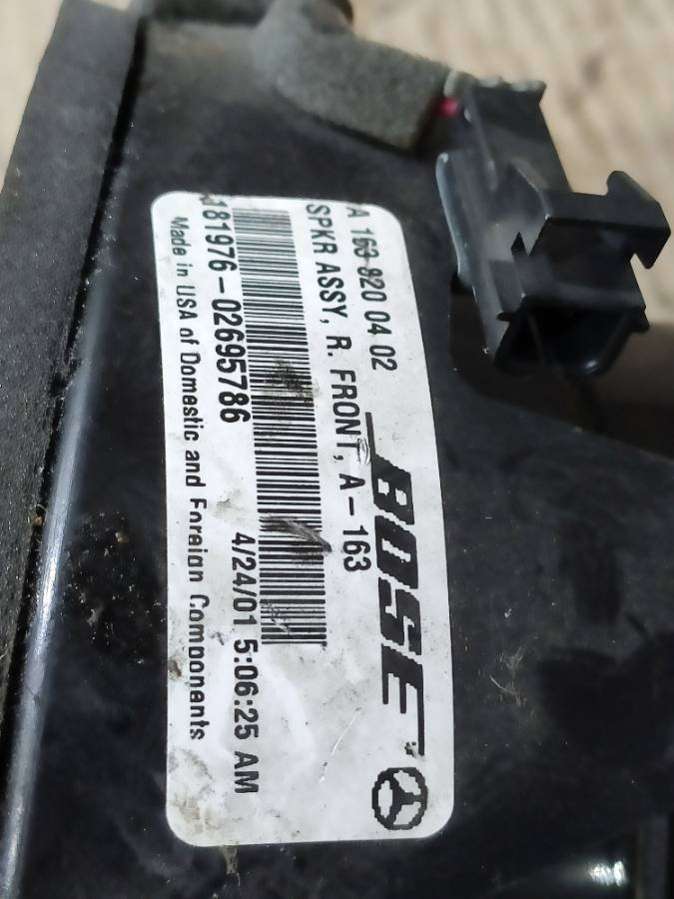 A 163 820 04 02
BOSE
SPKR ASSY, R. FRONT, A-163
181976-02695786 4/24/01 5:06:25 AM
Made in USA of Domestic and Foreign Components